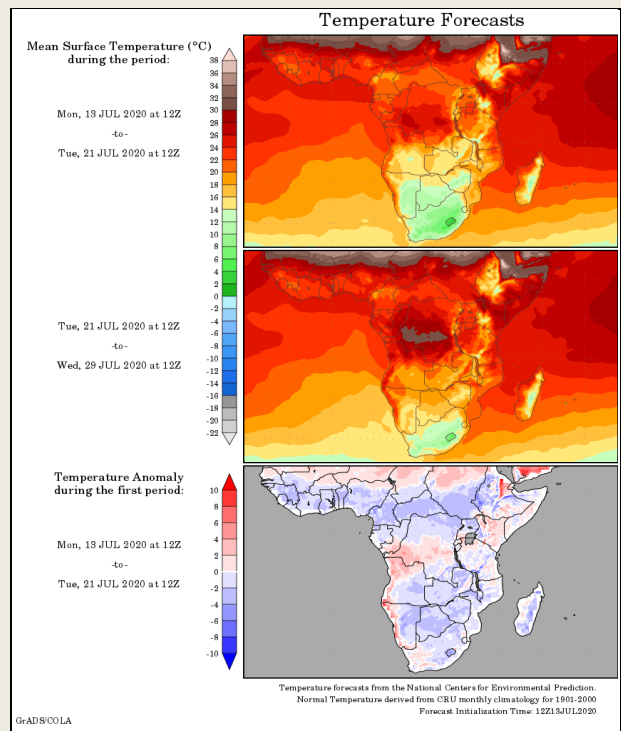 Temperature Forecasts
Mean Surface Temperature (°C)
during the period:
Mon, 13 JUL 2020 at 12Z
-to-
Tue, 21 JUL 2020 at 12Z
38
36
34
32
30
28
26
24
22
20
18
16
14
12
10
8
6
4
2
0
-2
-4
-6
-8
-10
-12
-14
-16
-18
-20
-22
Tue, 21 JUL 2020 at 12Z
-to-
Wed, 29 JUL 2020 at 12Z
Temperature Anomaly
during the first period:
Mon, 13 JUL 2020 at 12Z
-to-
Tue, 21 JUL 2020 at 12Z
10
8
6
4
2
0
-2
-4
-6
-8
-10
Temperature forecasts from the National Centers for Environmental Prediction.
Normal Temperature derived from CRU monthly climatology for 1901-2000
Forecast Initialization Time: 12Z13JUL2020
GrADS/COLA